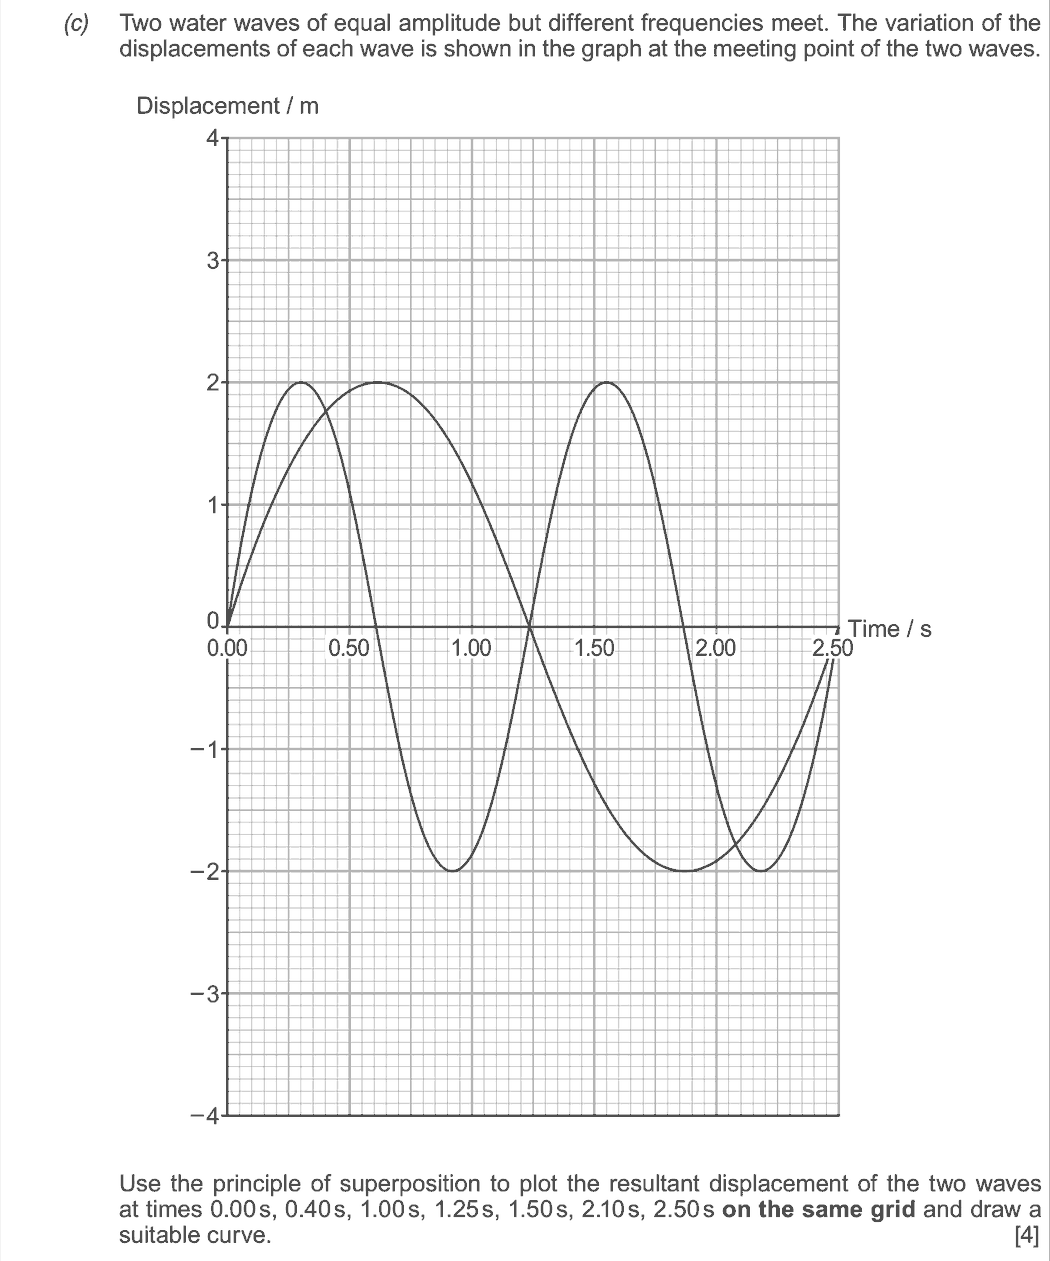 (c) Two water waves of equal amplitude but different frequencies meet. The variation of the
displacements of each wave is shown in the graph at the meeting point of the two waves.
Displacement / m
4
3
2
1
0
0.00 0.50 1.00 1.50 2.00 2.50
Time / s
−1
−2
−3
−4
Use the principle of superposition to plot the resultant displacement of the two waves
at times 0.00 s, 0.40 s, 1.00 s, 1.25 s, 1.50 s, 2.10 s, 2.50 s on the same grid and draw a
suitable curve. [4]